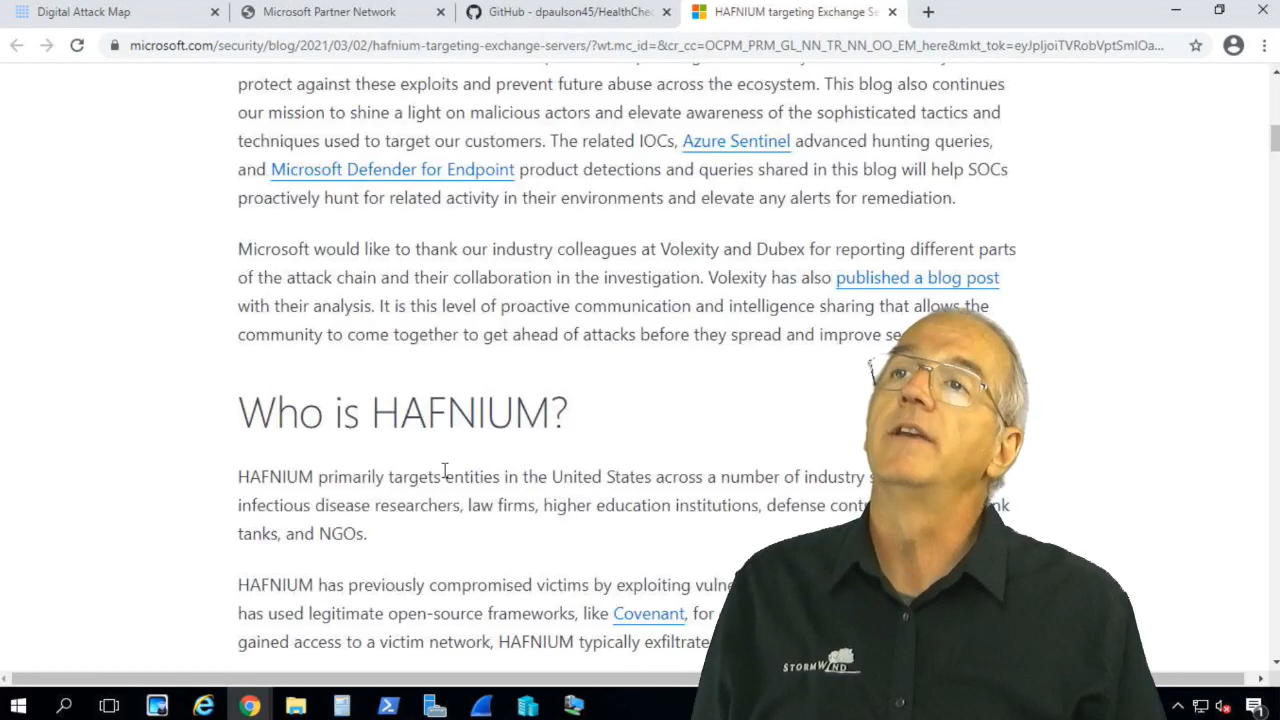 Digital Attack Map
Microsoft Partner Network
GitHub - dpaulson45/HealthChec
HAFNIUM targeting Exchange Se
microsoft.com/security/blog/2021/03/02/hafnium-targeting-exchange-servers/?wt.mc_id=&cr_cc=OCPM_PRM_GL_NN_TR_NN_OO_EM_here&mkt_tok=eyJpIjoiTVRobVptSmlOa...
protect against these exploits and prevent future abuse across the ecosystem. This blog also continues
our mission to shine a light on malicious actors and elevate awareness of the sophisticated tactics and
techniques used to target our customers. The related IOCs, Azure Sentinel advanced hunting queries,
and Microsoft Defender for Endpoint product detections and queries shared in this blog will help SOCs
proactively hunt for related activity in their environments and elevate any alerts for remediation.
Microsoft would like to thank our industry colleagues at Volexity and Dubex for reporting different parts
of the attack chain and their collaboration in the investigation. Volexity has also published a blog post
with their analysis. It is this level of proactive communication and intelligence sharing that allows the
community to come together to get ahead of attacks before they spread and improve se
Who is HAFNIUM?
HAFNIUM primarily targets entities in the United States across a number of industry s
infectious disease researchers, law firms, higher education institutions, defense cont nk
tanks, and NGOs.
HAFNIUM has previously compromised victims by exploiting vulne
has used legitimate open-source frameworks, like Covenant, for
gained access to a victim network, HAFNIUM typically exfiltrate
STORMWIND
1